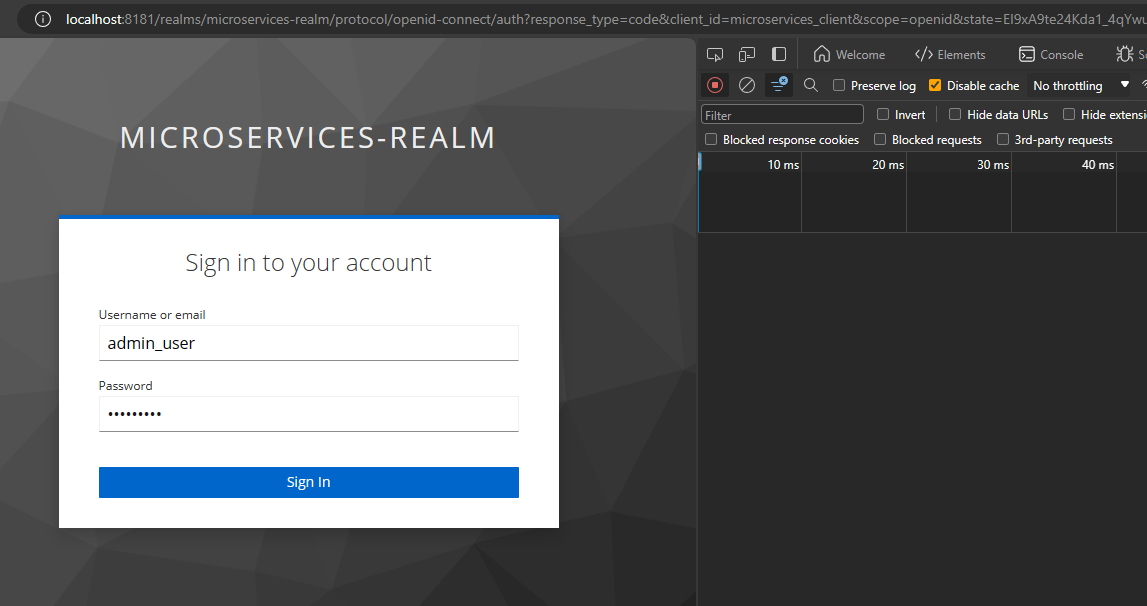 localhost:8181/realms/microservices-realm/protocol/openid-connect/auth?response_type=code&client_id=microservices_client&scope=openid&state=
MICROSERVICES-REALM
Sign in to your account
Username or email
admin_user
Password
•••••••••
Sign In
Welcome
Elements
Console
Preserve log
Disable cache
No throttling
Filter
Invert
Hide data URLs
Hide extensi
Blocked response cookies
Blocked requests
3rd-party requests
10 ms
20 ms
30 ms
40 ms